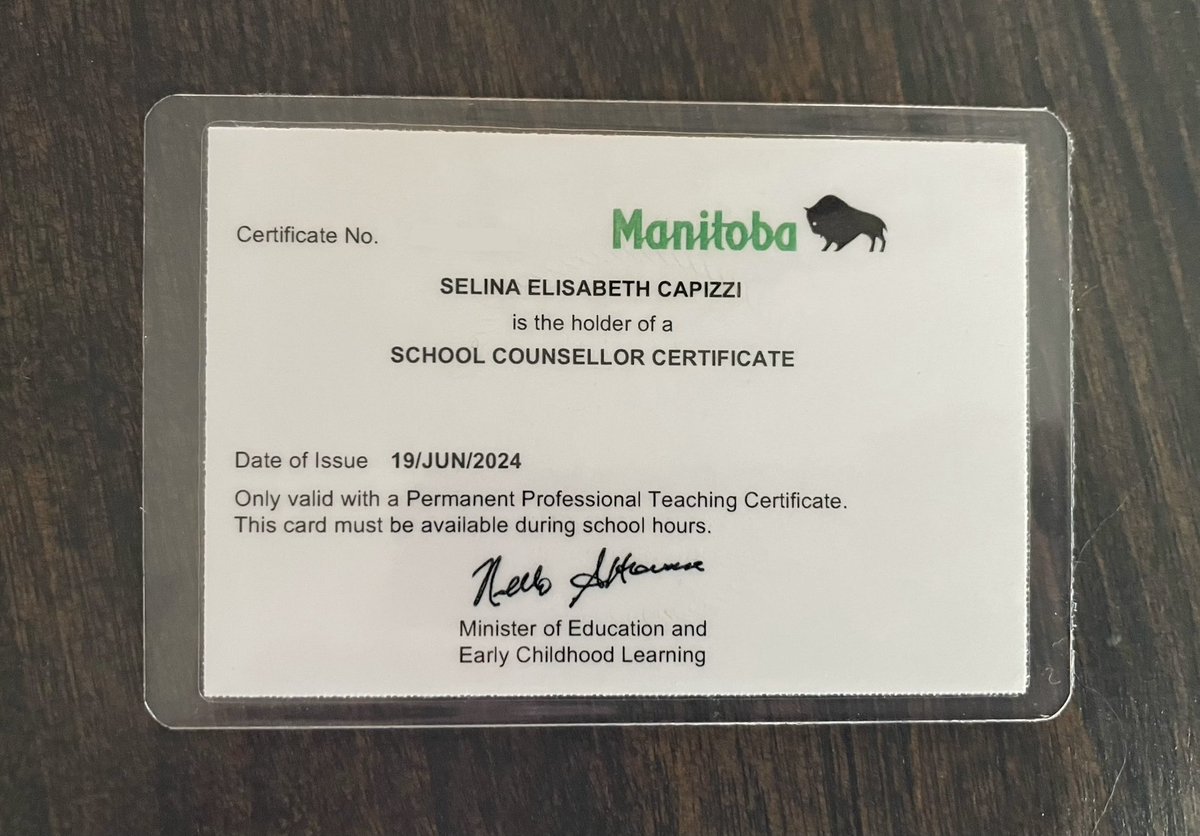 Certificate No.
Manitoba
SELINA ELISABETH CAPIZZI
is the holder of a
SCHOOL COUNSELLOR CERTIFICATE
Date of Issue 19/JUN/2024
Only valid with a Permanent Professional Teaching Certificate.
This card must be available during school hours.
Nello Altomare
Minister of Education and
Early Childhood Learning